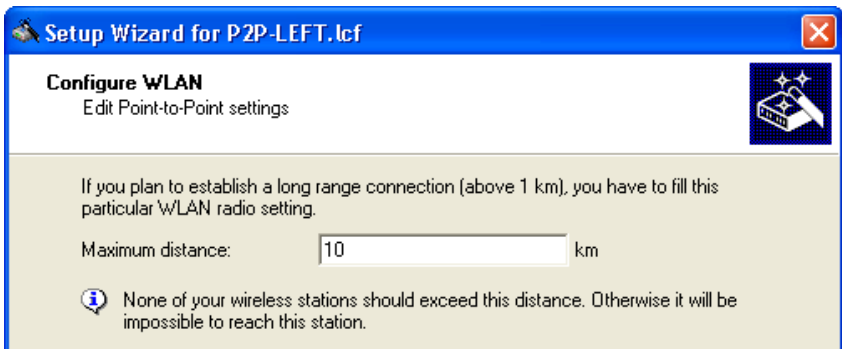 Setup Wizard for P2P-LEFT.lcf
Configure WLAN
Edit Point-to-Point settings
If you plan to establish a long range connection (above 1 km), you have to fill this
particular WLAN radio setting.
Maximum distance: 10 km
None of your wireless stations should exceed this distance. Otherwise it will be
impossible to reach this station.